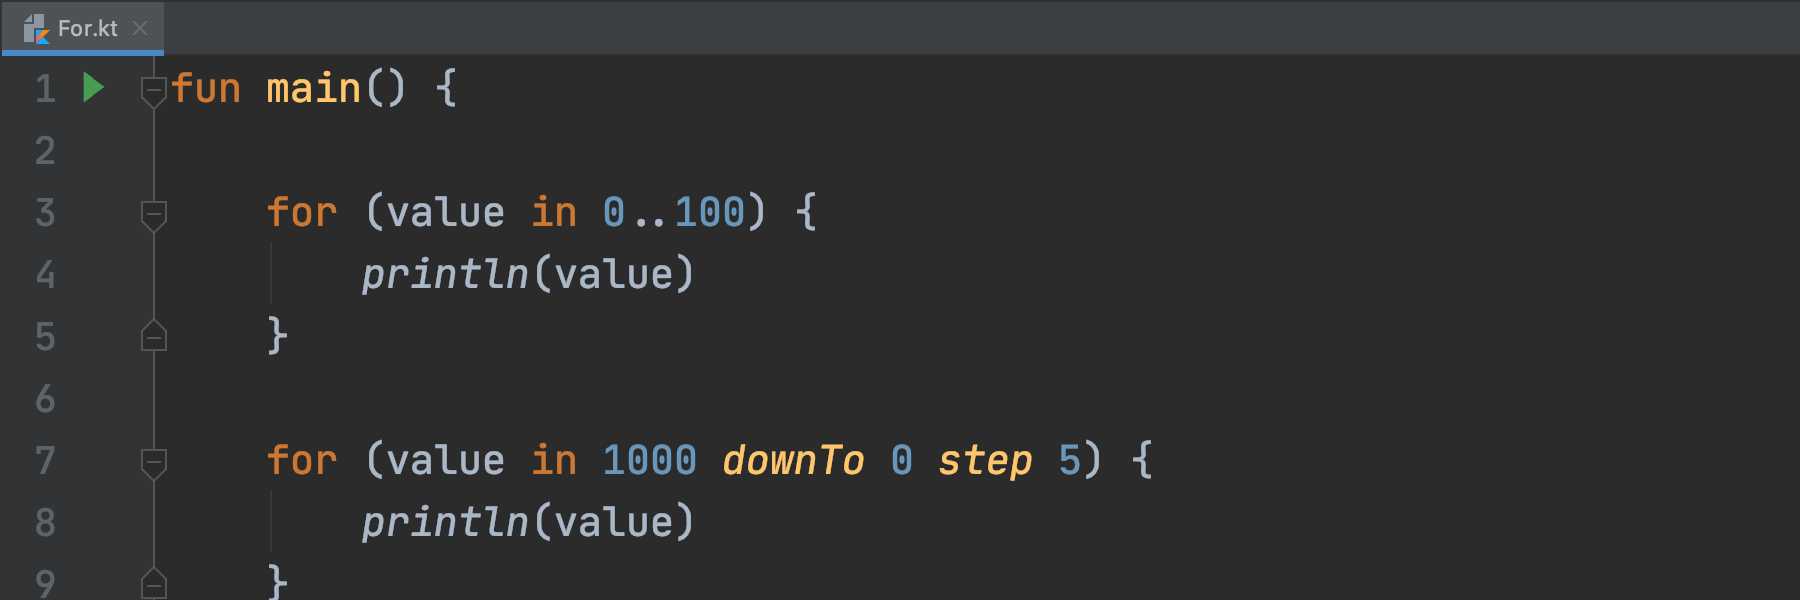 For.kt
1 fun main() {
2
3     for (value in 0..100) {
4         println(value)
5     }
6
7     for (value in 1000 downTo 0 step 5) {
8         println(value)
9     }